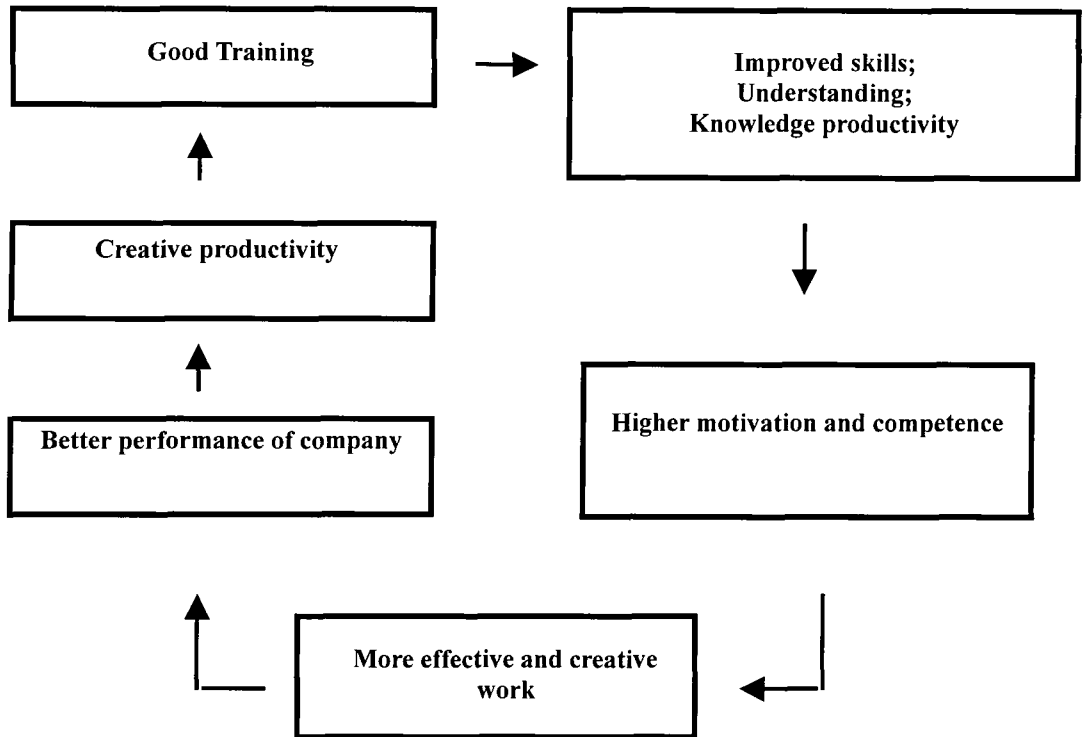 Good Training
Improved skills;
Understanding;
Knowledge productivity
Creative productivity
Higher motivation and competence
Better performance of company
More effective and creative
work